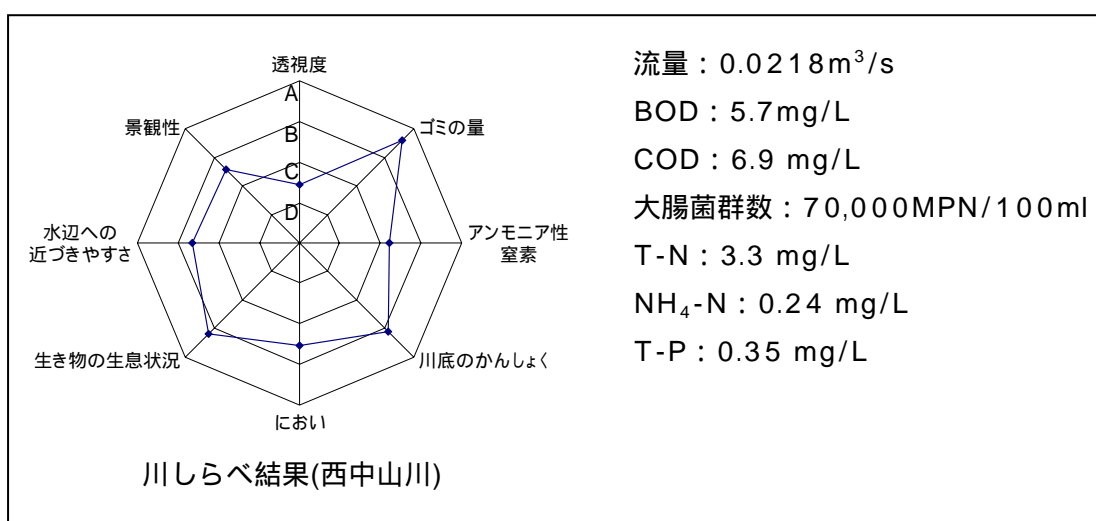 透視度
A
景観性
ゴミの量
B
C
D
水辺への
近づきやすさ
アンモニア性
窒素
生き物の生息状況
川底のかんしょく
におい
川しらべ結果(西中山川)
流量：0.0218m³/s
BOD：5.7mg/L
COD：6.9 mg/L
大腸菌群数：70,000MPN/100ml
T-N：3.3 mg/L
NH₄-N：0.24 mg/L
T-P：0.35 mg/L